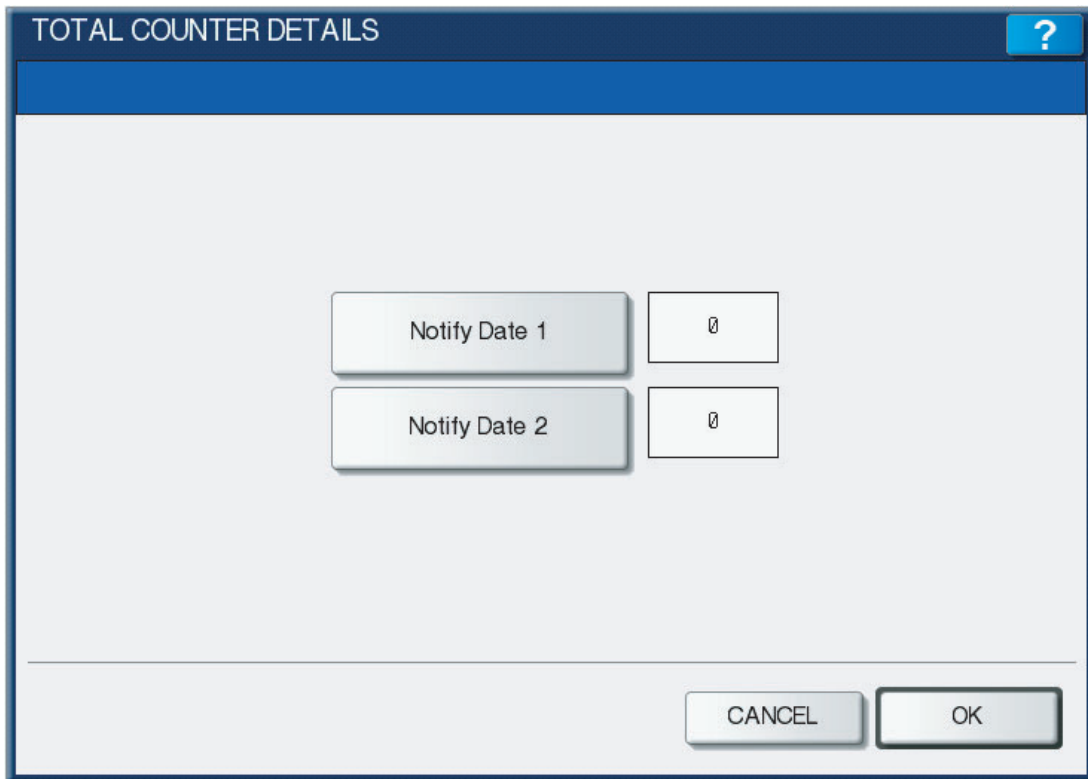 TOTAL COUNTER DETAILS
?
Notify Date 1
0
Notify Date 2
0
CANCEL
OK